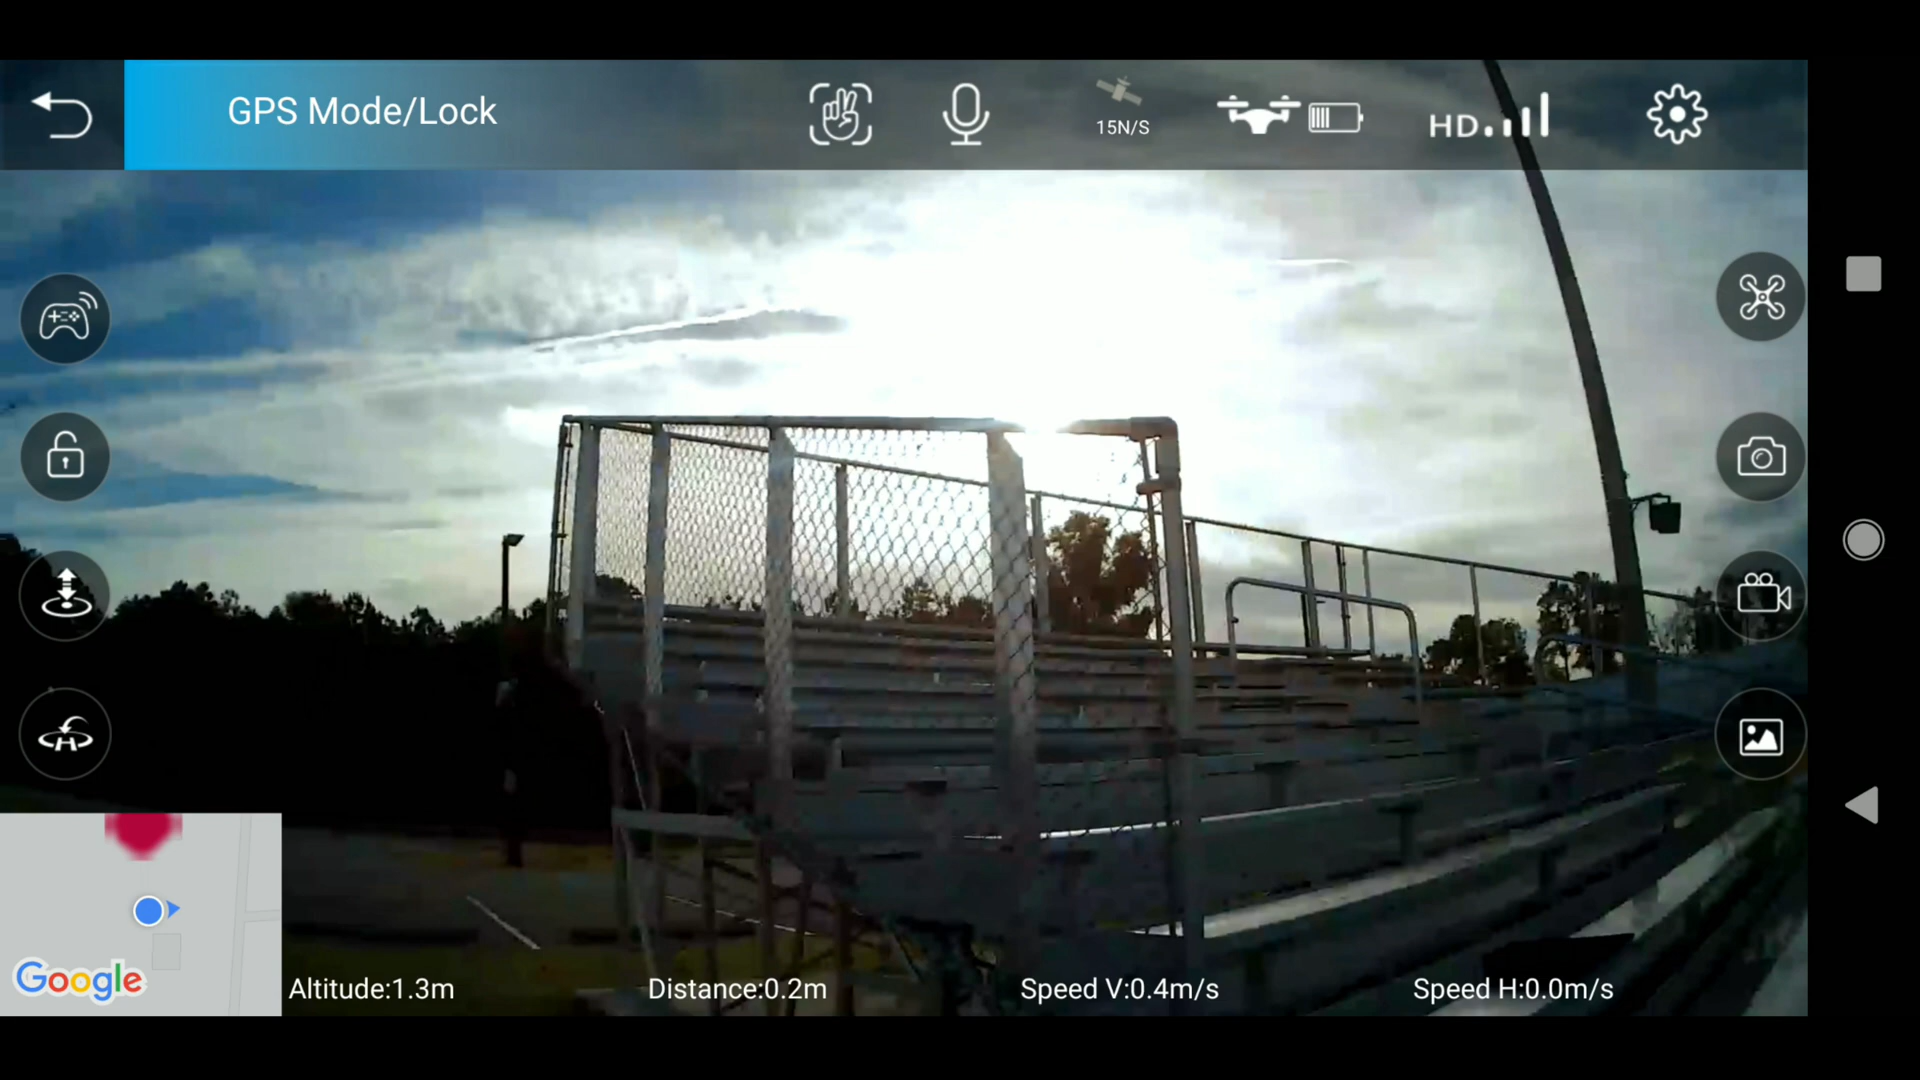 GPS Mode/Lock
15N/S
HD
Google
Altitude:1.3m
Distance:0.2m
Speed V:0.4m/s
Speed H:0.0m/s